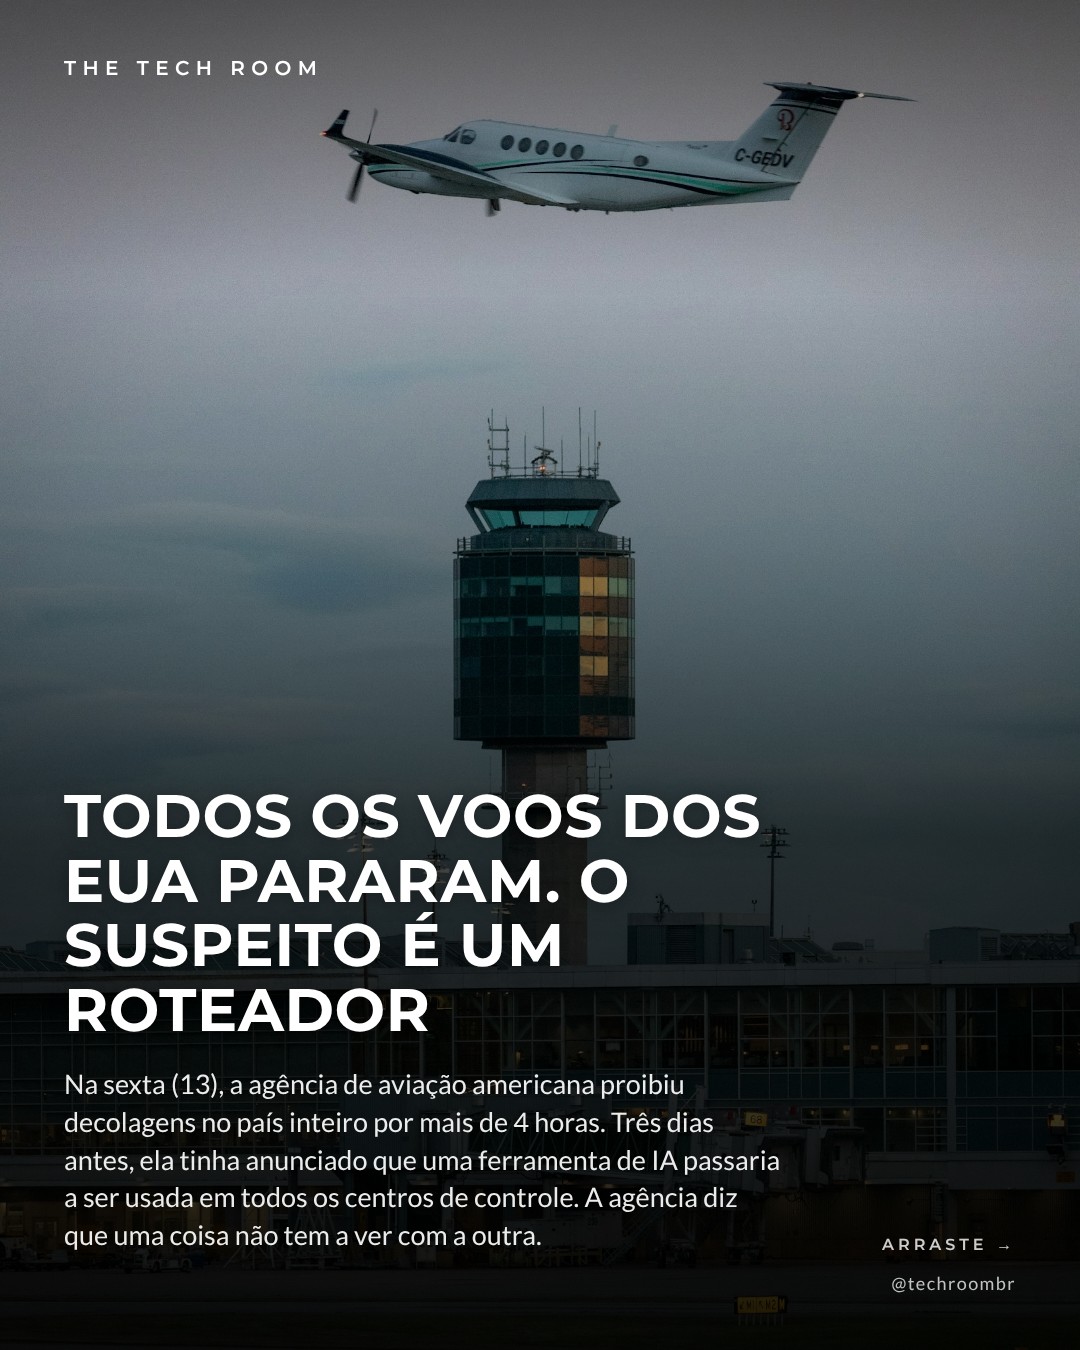 THE TECH ROOM
C-GEDV
TODOS OS VOOS DOS
EUA PARARAM. O
SUSPEITO É UM
ROTEADOR
Na sexta (13), a agência de aviação americana proibiu
decolagens no país inteiro por mais de 4 horas. Três dias
antes, ela tinha anunciado que uma ferramenta de IA passaria
a ser usada em todos os centros de controle. A agência diz
que uma coisa não tem a ver com a outra.
68
ARRASTE →
@techroombr